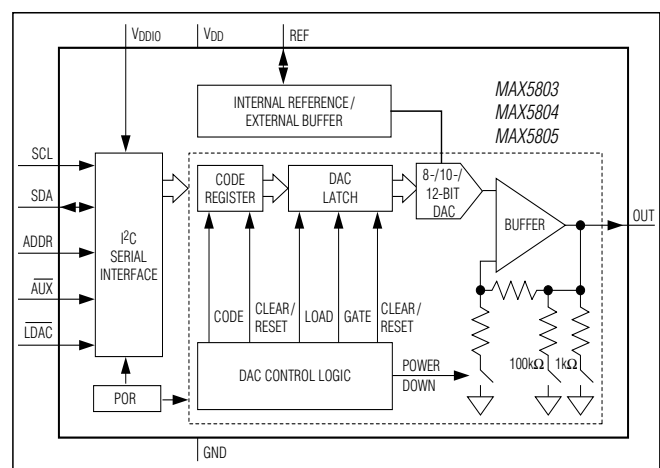 VDDIO
VDD
REF
INTERNAL REFERENCE/
EXTERNAL BUFFER
MAX5803
MAX5804
MAX5805
SCL
SDA
ADDR
AUX
LDAC
I2C
SERIAL
INTERFACE
CODE
REGISTER
DAC
LATCH
8-/10-/
12-BIT
DAC
BUFFER
OUT
CODE
CLEAR/
RESET
LOAD
GATE
CLEAR/
RESET
DAC CONTROL LOGIC
POWER
DOWN
100kΩ
1kΩ
POR
GND